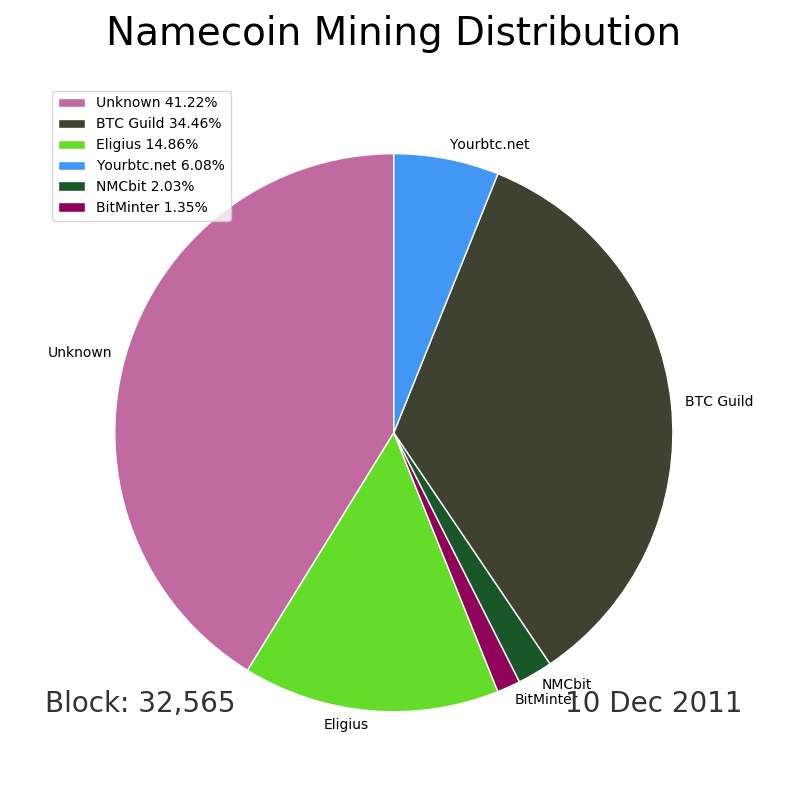 Namecoin Mining Distribution
Unknown 41.22%
BTC Guild 34.46%
Eligius 14.86%
Yourbtc.net 6.08%
NMCbit 2.03%
BitMinter 1.35%
Yourbtc.net
Unknown
BTC Guild
NMCbit
BitMinter
Block: 32,565
10 Dec 2011
Eligius